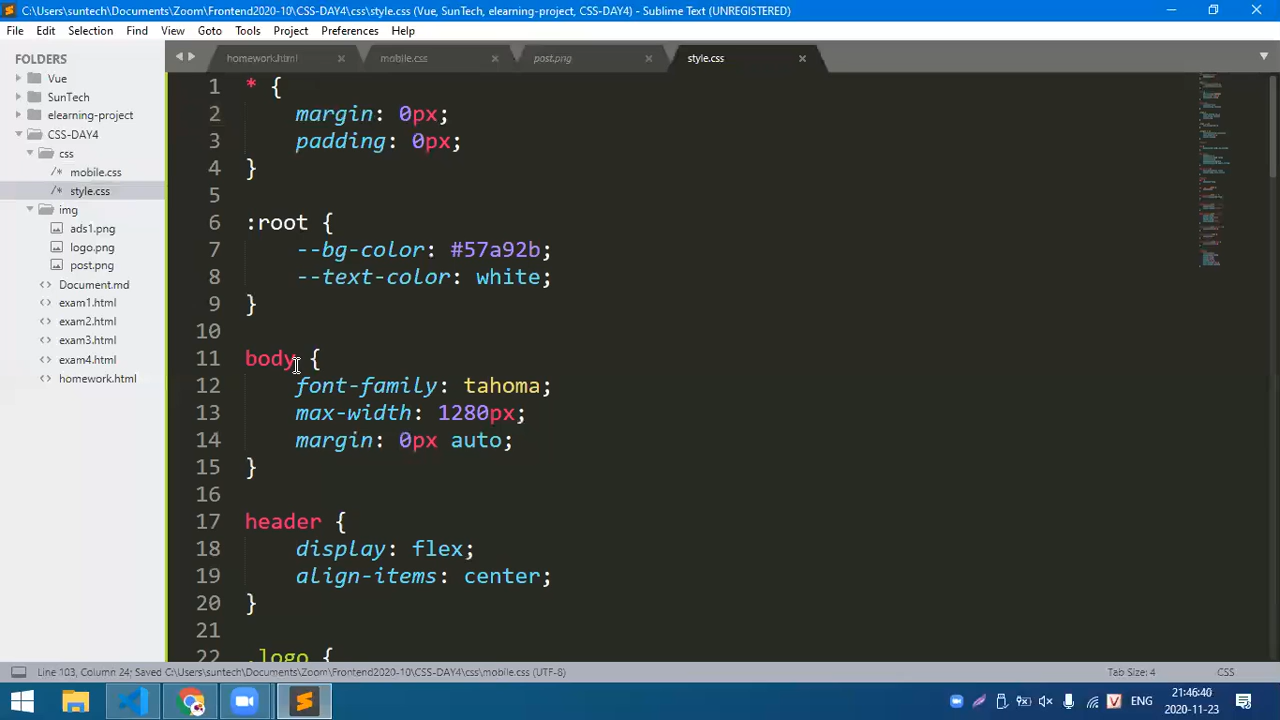 C:\Users\suntech\Documents\Zoom\Frontend2020-10\CSS-DAY4\css\style.css (Vue, SunTech, elearning-project, CSS-DAY4) - Sublime Text (UNREGISTERED)
File Edit Selection Find View Goto Tools Project Preferences Help
FOLDERS
Vue
SunTech
elearning-project
CSS-DAY4
css
/* mobile.css
/* style.css
img
ads1.png
logo.png
post.png
Document.md
exam1.html
exam2.html
exam3.html
exam4.html
homework.html
homework.html mobile.css post.png style.css
1 * {
2 margin: 0px;
3 padding: 0px;
4 }
5
6 :root {
7 --bg-color: #57a92b;
8 --text-color: white;
9 }
10
11 body {
12 font-family: tahoma;
13 max-width: 1280px;
14 margin: 0px auto;
15 }
16
17 header {
18 display: flex;
19 align-items: center;
20 }
21
22 .logo {
Line 103, Column 24; Saved C:\Users\suntech\Documents\Zoom\Frontend2020-10\CSS-DAY4\css\mobile.css (UTF-8) Tab Size: 4 CSS
V ENG 21:46:40
2020-11-23